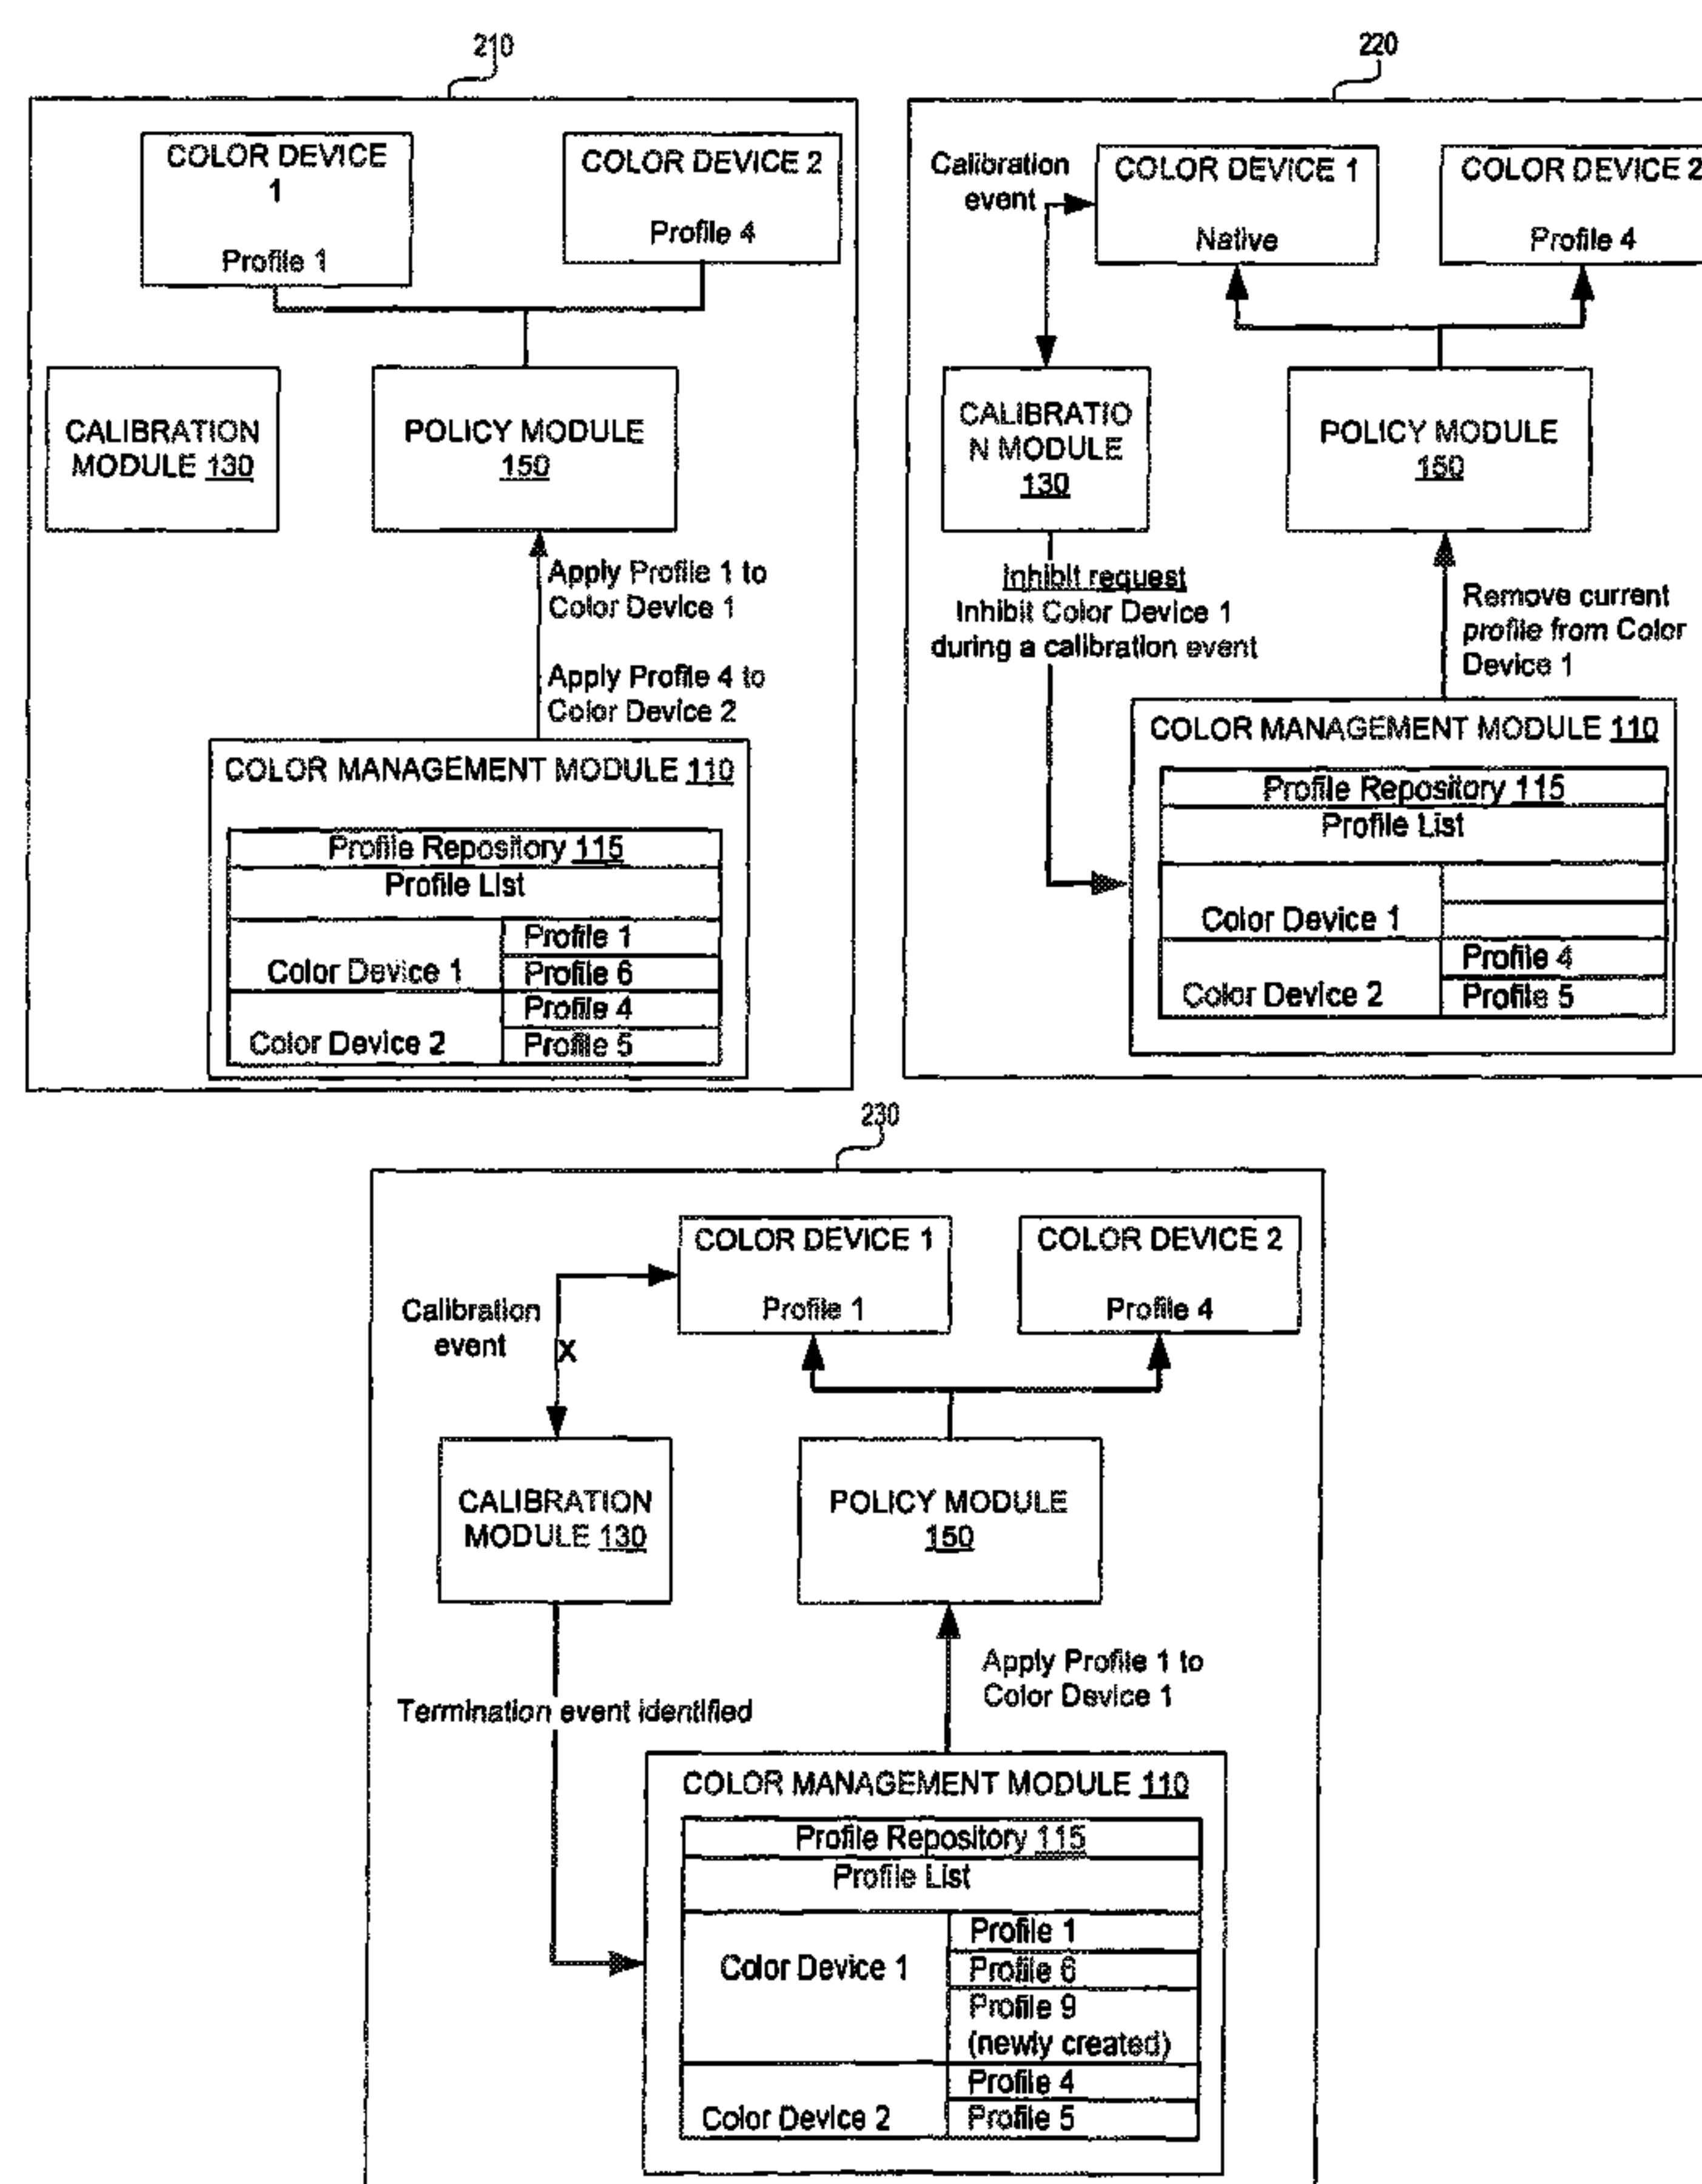 210
COLOR DEVICE
1
Profile 1
COLOR DEVICE 2
Profile 4
CALIBRATION
MODULE 130
POLICY MODULE
150
Apply Profile 1 to
Color Device 1
Apply Profile 4 to
Color Device 2
COLOR MANAGEMENT MODULE 110
Profile Repository 115
Profile List
Color Device 1
Profile 1
Profile 6
Color Device 2
Profile 4
Profile 5
220
Calibration
event
COLOR DEVICE 1
Native
COLOR DEVICE 2
Profile 4
CALIBRATIO
N MODULE
130
POLICY MODULE
150
Inhibit request
Inhibit Color Device 1
during a calibration event
Remove current
profile from Color
Device 1
COLOR MANAGEMENT MODULE 110
Profile Repository 115
Profile List
Color Device 1
Color Device 2
Profile 4
Profile 5
230
Calibration
event
X
COLOR DEVICE 1
Profile 1
COLOR DEVICE 2
Profile 4
CALIBRATION
MODULE 130
POLICY MODULE
150
Termination event identified
Apply Profile 1 to
Color Device 1
COLOR MANAGEMENT MODULE 110
Profile Repository 115
Profile List
Color Device 1
Profile 1
Profile 6
Profile 9
(newly created)
Color Device 2
Profile 4
Profile 5